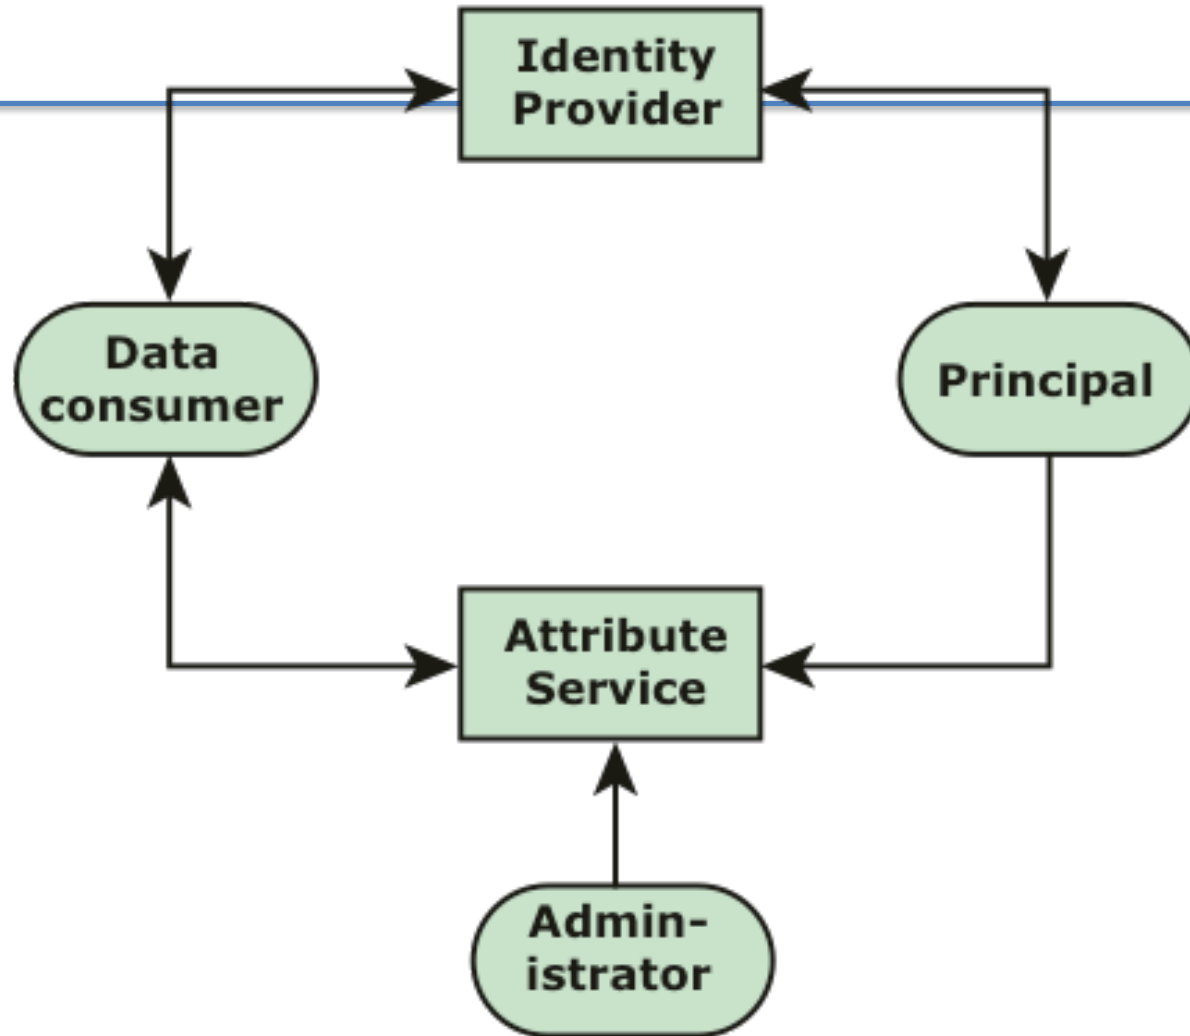 Identity
Provider
Data
consumer
Principal
Attribute
Service
Admin-
istrator